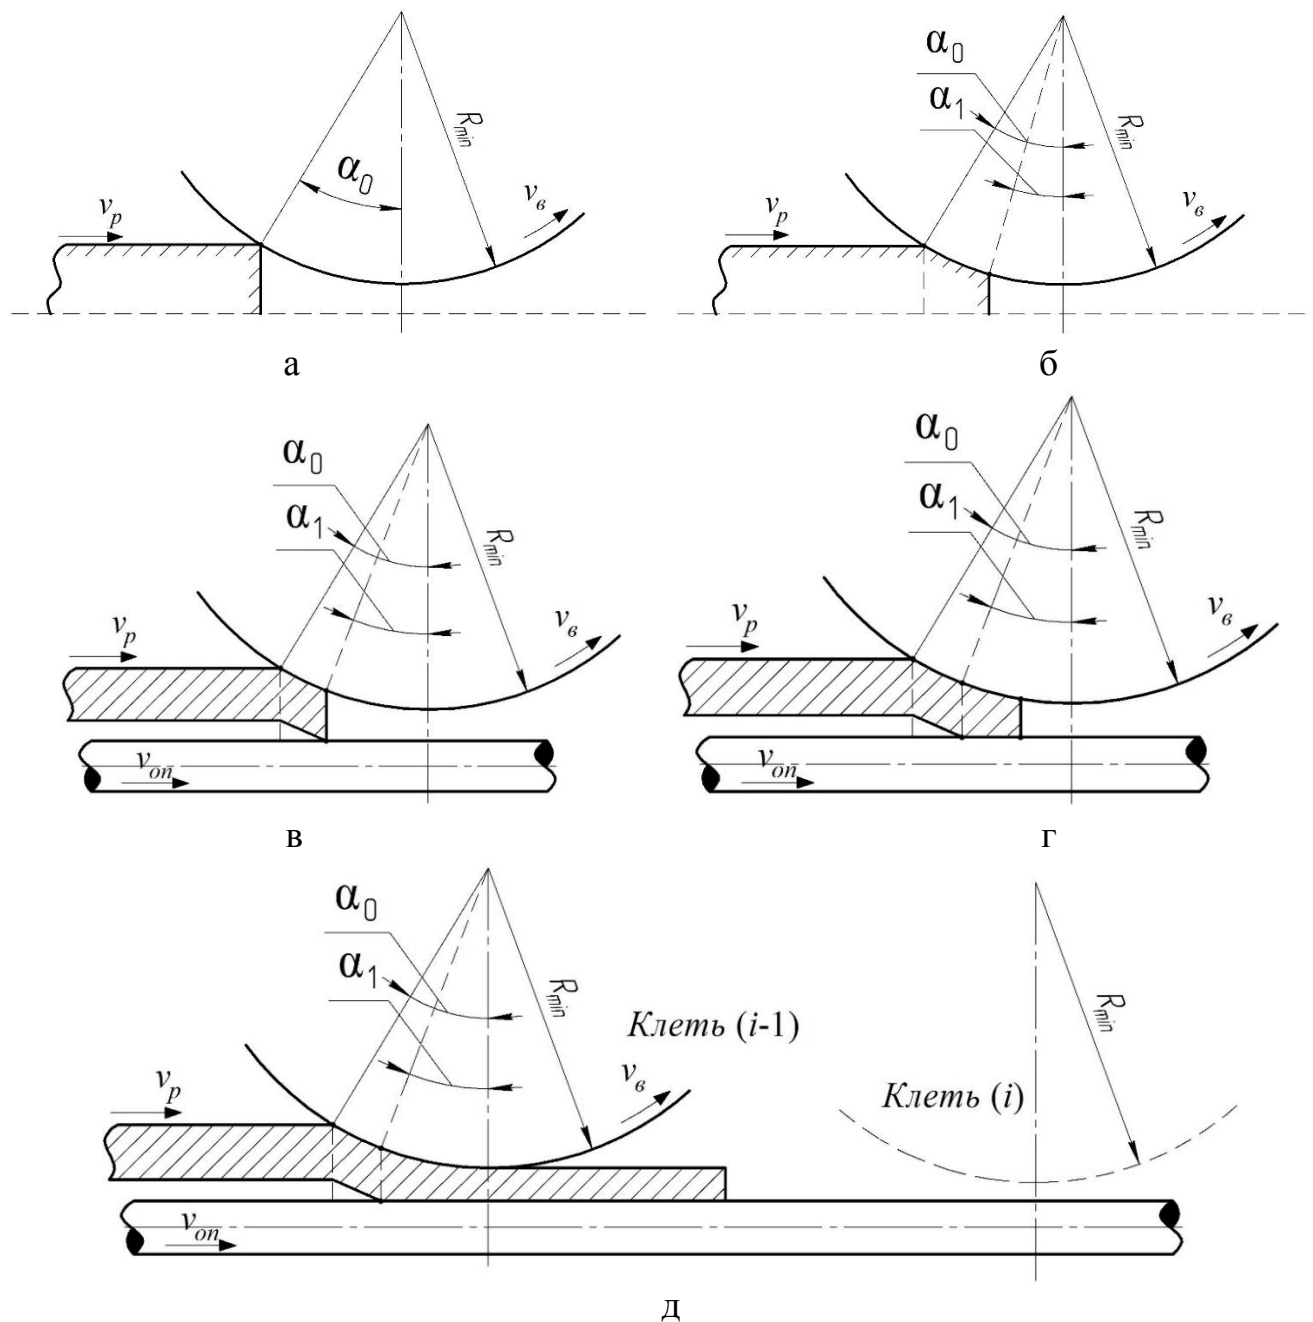 α₀
R_min
v_p
v_в
α₀
α₁
R_min
v_p
v_в
а
б
α₀
α₁
R_min
v_p
v_в
v_оп
α₀
α₁
R_min
v_p
v_в
v_оп
в
г
α₀
α₁
R_min
Клеть (i-1)
v_p
v_в
v_оп
Клеть (i)
R_min
д